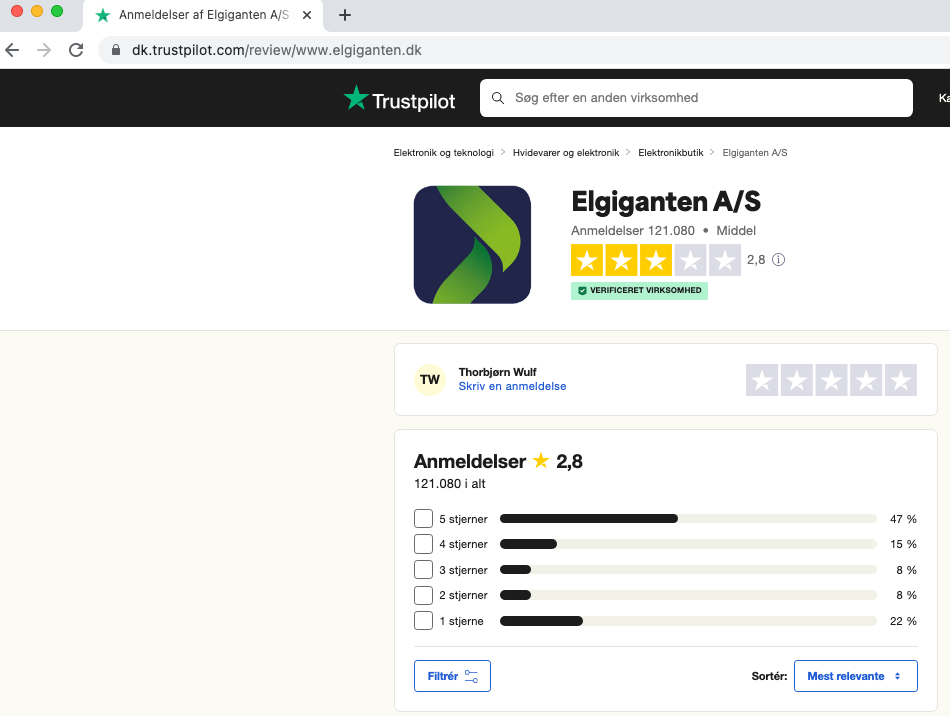 Anmeldelser af Elgiganten A/S
dk.trustpilot.com/review/www.elgiganten.dk
Trustpilot
Søg efter en anden virksomhed
Ka
Elektronik og teknologi > Hvidevarer og elektronik > Elektronikbutik > Elgiganten A/S
Elgiganten A/S
Anmeldelser 121.080 • Middel
2,8
VERIFICERET VIRKSOMHED
TW
Thorbjørn Wulf
Skriv en anmeldelse
Anmeldelser ★ 2,8
121.080 i alt
5 stjerner 47 %
4 stjerner 15 %
3 stjerner 8 %
2 stjerner 8 %
1 stjerne 22 %
Filtrér
Sortér: Mest relevante